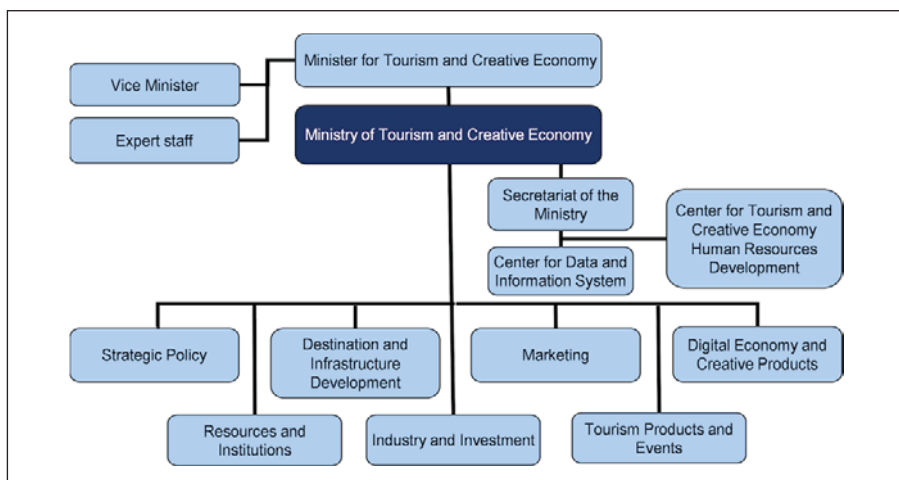 Minister for Tourism and Creative Economy
Vice Minister
Expert staff
Ministry of Tourism and Creative Economy
Secretariat of the
Ministry
Center for Tourism and
Creative Economy
Human Resources
Development
Center for Data and
Information System
Strategic Policy
Destination and
Infrastructure
Development
Marketing
Digital Economy and
Creative Products
Resources and
Institutions
Industry and Investment
Tourism Products and
Events